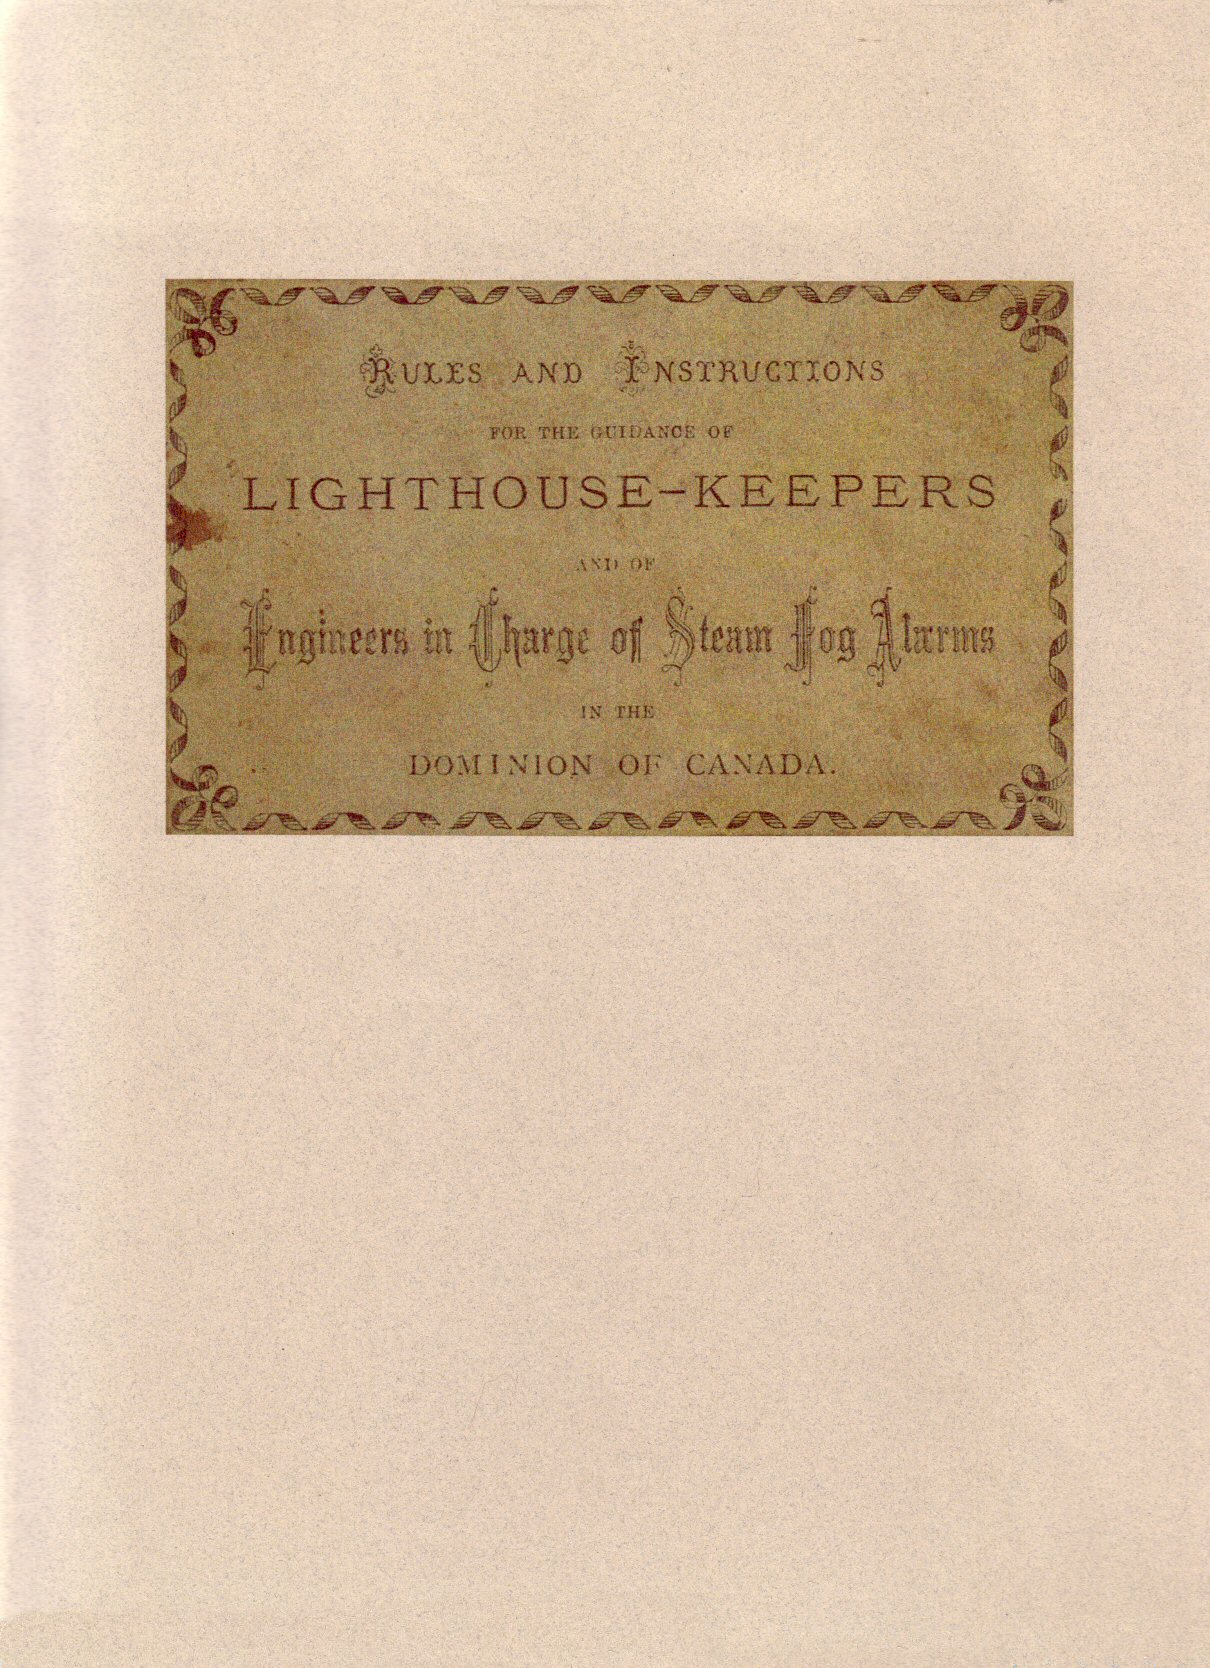 RULES AND INSTRUCTIONS
FOR THE GUIDANCE OF
LIGHTHOUSE-KEEPERS
AND OF
Engineers in Charge of Steam Fog Alarms
IN THE
DOMINION OF CANADA.